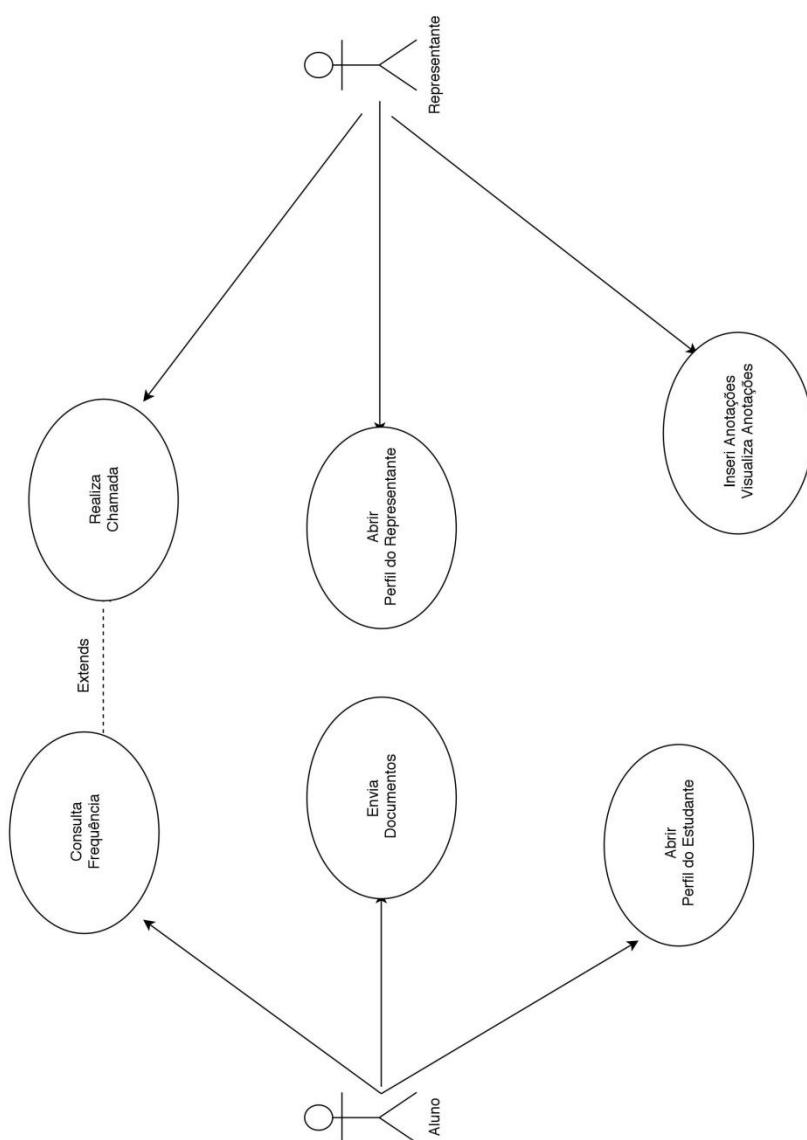 Consulta
Frequência
Extends
Realiza
Chamada
Envia
Documentos
Abrir
Perfil do Representante
Aluno
Representante
Abrir
Perfil do Estudante
Inseri Anotações
Visualiza Anotações